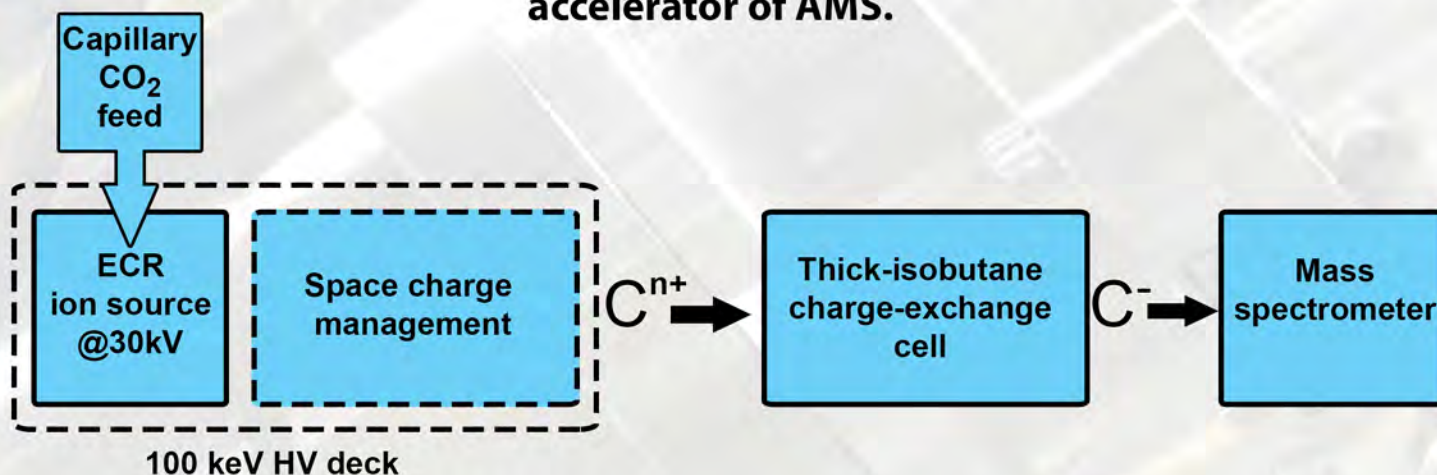 accelerator of AMS.
Capillary
CO₂
feed
ECR
ion source
@30kV
Space charge
management
Cⁿ⁺
Thick-isobutane
charge-exchange
cell
C⁻
Mass
spectrometer
100 keV HV deck